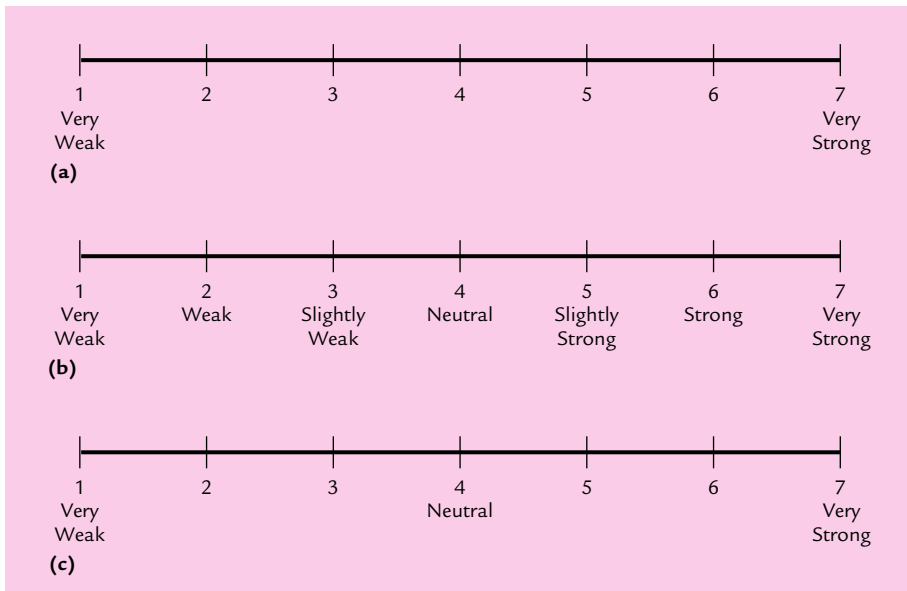 1 2 3 4 5 6 7
Very Very
Weak Strong
(a)
1 2 3 4 5 6 7
Very Weak Slightly Neutral Slightly Strong Very
Weak Weak Strong Strong
(b)
1 2 3 4 5 6 7
Very Neutral Very
Weak Strong
(c)